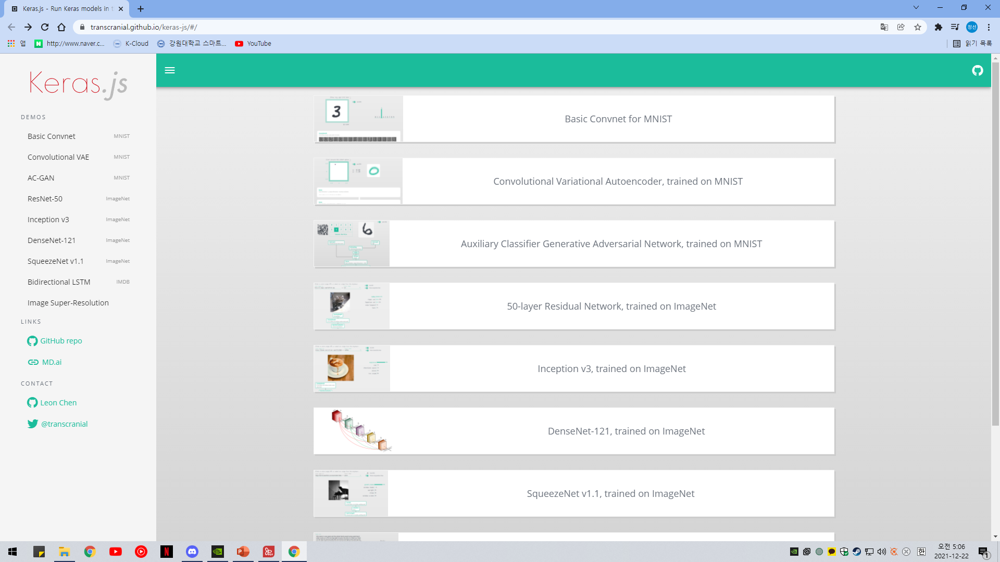 Keras.js - Run Keras models in t
transcranial.github.io/keras-js/#/
정선
앱
http://www.naver.c...
K-Cloud
강원대학교 스마트...
YouTube
읽기 목록
Keras.js
DEMOS
Basic Convnet MNIST
Convolutional VAE MNIST
AC-GAN MNIST
ResNet-50 ImageNet
Inception v3 ImageNet
DenseNet-121 ImageNet
SqueezeNet v1.1 ImageNet
Bidirectional LSTM IMDB
Image Super-Resolution
LINKS
GitHub repo
MD.ai
CONTACT
Leon Chen
@transcranial
3
Basic Convnet for MNIST
Convolutional Variational Autoencoder, trained on MNIST
6
Auxiliary Classifier Generative Adversarial Network, trained on MNIST
50-layer Residual Network, trained on ImageNet
Inception v3, trained on ImageNet
DenseNet-121, trained on ImageNet
SqueezeNet v1.1, trained on ImageNet
한
오전 5:06
2021-12-22
1